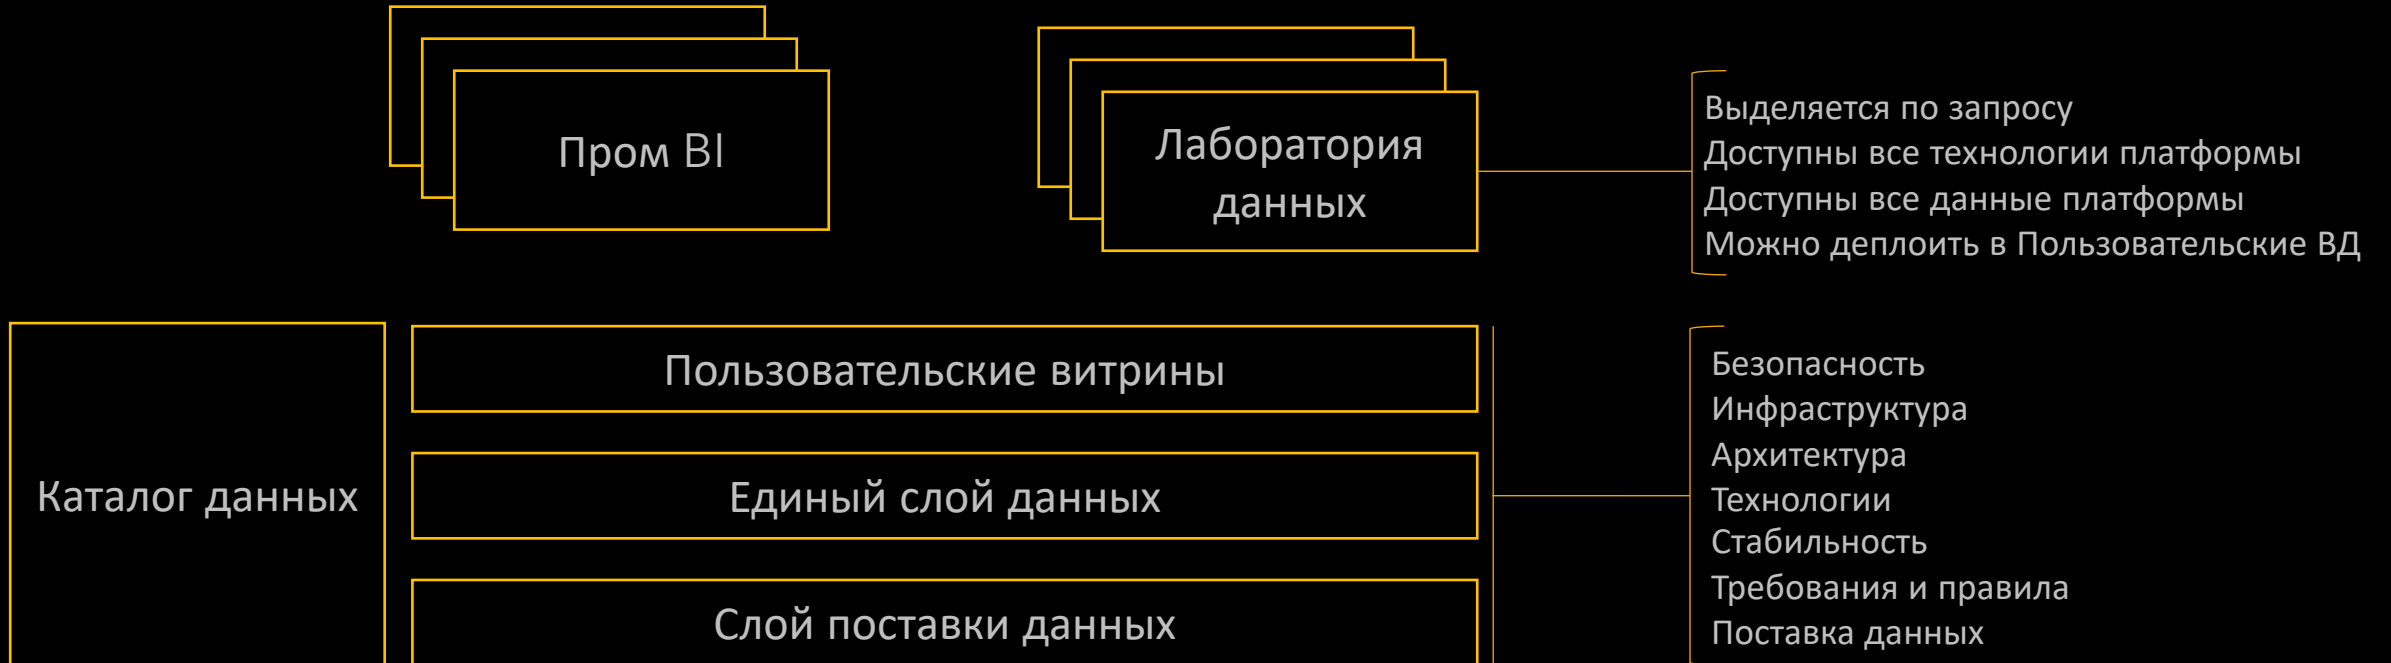 Пром BI
Лаборатория
данных
Выделяется по запросу
Доступны все технологии платформы
Доступны все данные платформы
Можно деплоить в Пользовательские ВД
Каталог данных
Пользовательские витрины
Единый слой данных
Слой поставки данных
Безопасность
Инфраструктура
Архитектура
Технологии
Стабильность
Требования и правила
Поставка данных